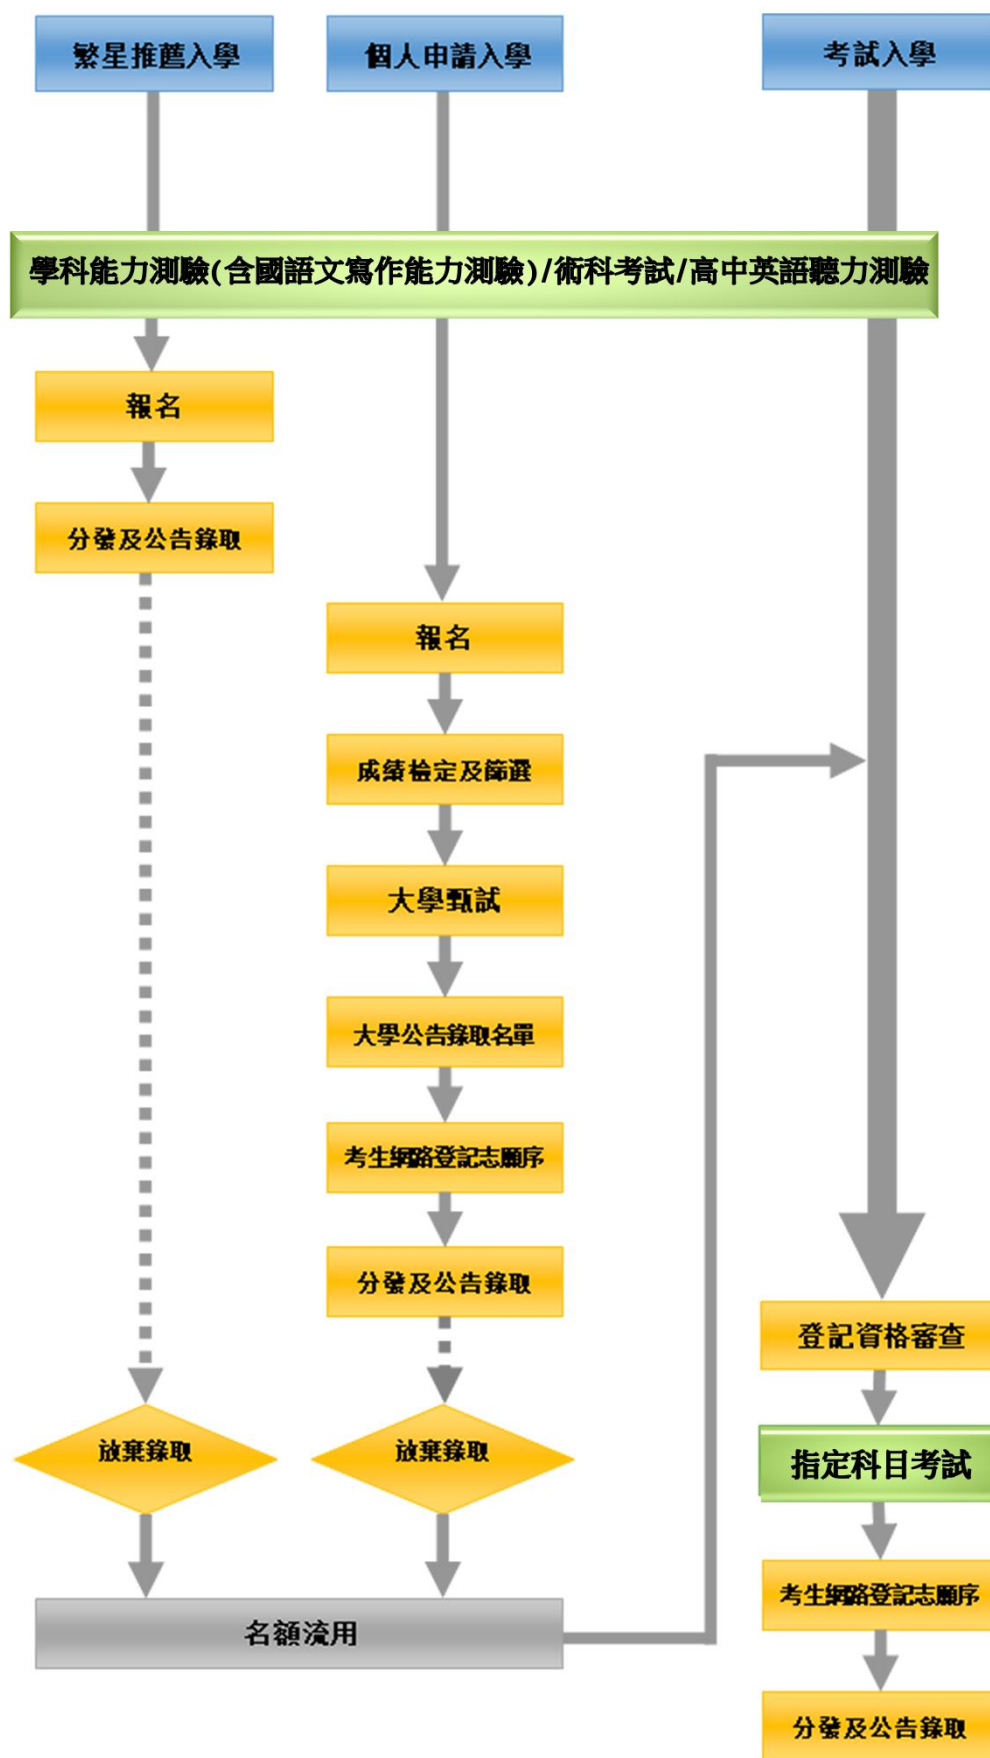 繁星推薦入學
個人申請入學
考試入學
學科能力測驗(含國語文寫作能力測驗)/術科考試/高中英語聽力測驗
報名
分發及公告錄取
報名
成績檢定及篩選
大學甄試
大學公告錄取名單
考生網路登記志願序
分發及公告錄取
放棄錄取
放棄錄取
名額流用
登記資格審查
指定科目考試
考生網路登記志願序
分發及公告錄取